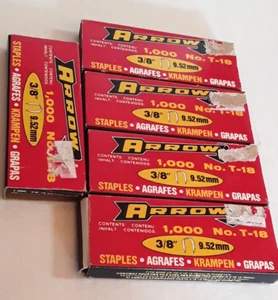 ARROW
CONTENTS CONTENU
INHALT CONTENIDOS
1,000 No. T-18
3/8" 9.52mm
STAPLES • AGRAFES • KRAMPEN • GRAPAS
ARROW
1,000 No. T-18
3/8" 9.52mm
STAPLES • AGRAFES • KRAMPEN • GRAPAS
ARROW
CONTENTS CONTENU
INHALT CONTENIDOS
1,000 No. T-18
3/8" 9.52mm
STAPLES • AGRAFES • KRAMPEN • GRAPAS
ARROW
CONTENTS CONTENU
INHALT CONTENIDOS
1,000 No. T-18
3/8" 9.52mm
STAPLES • AGRAFES • KRAMPEN • GRAPAS
ARROW
CONTENTS CONTENU
INHALT CONTENIDOS
1,000 No. T-18
3/8" 9.52mm
STAPLES • AGRAFES • KRAMPEN • GRAPAS